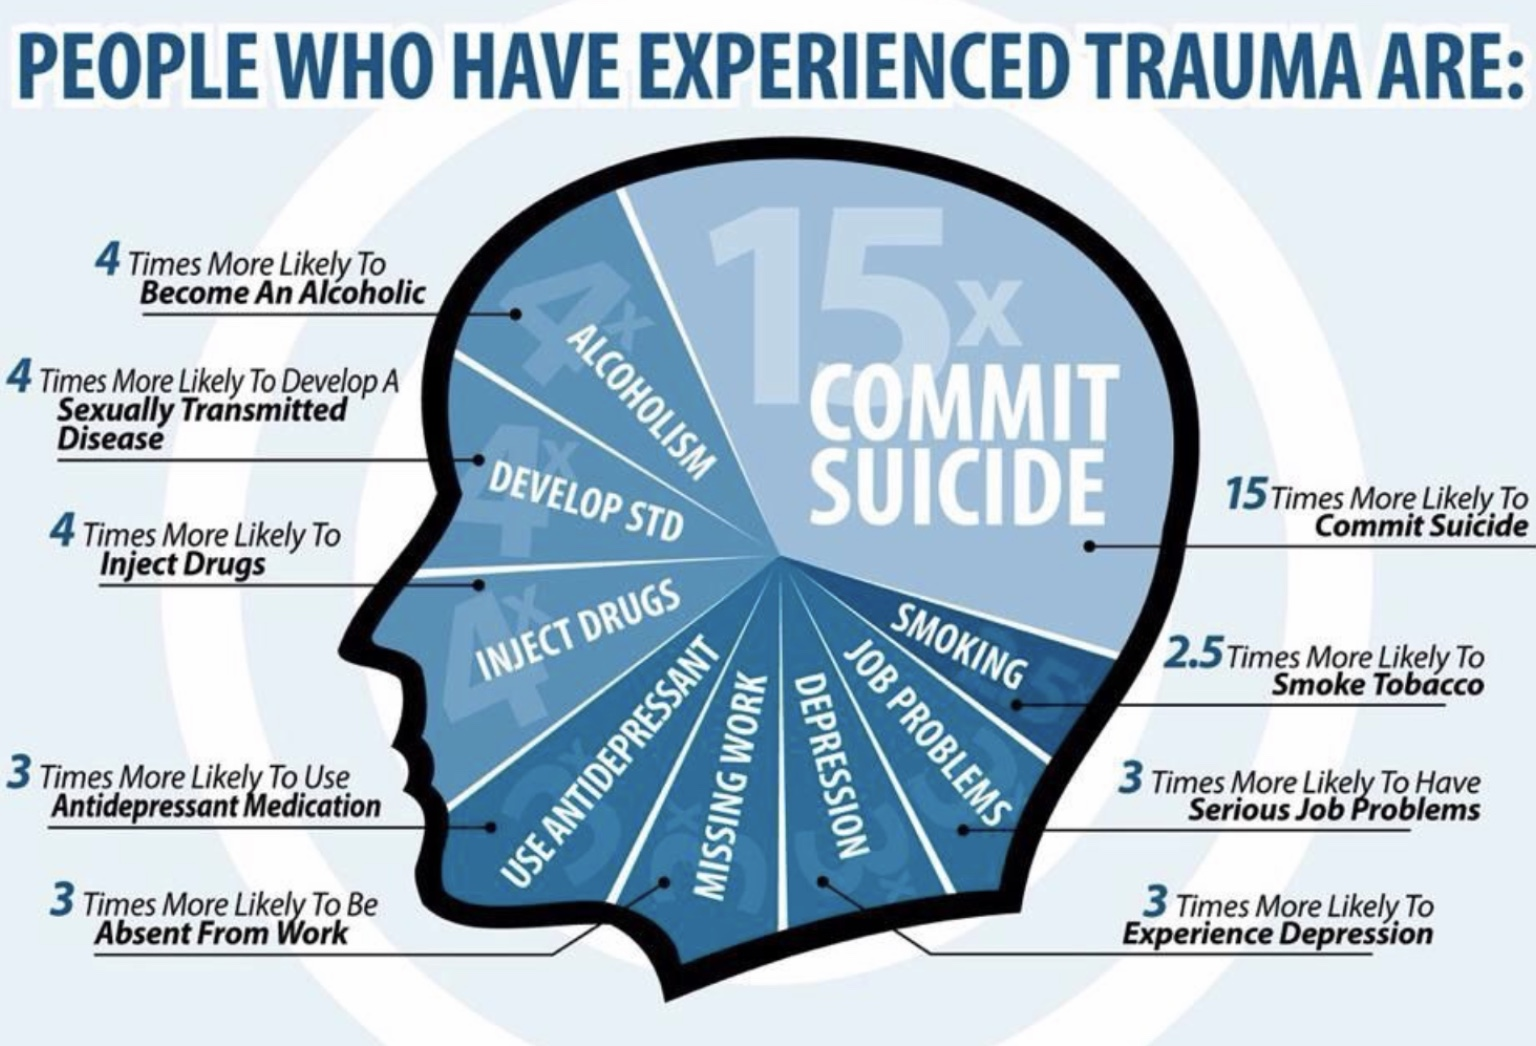 PEOPLE WHO HAVE EXPERIENCED TRAUMA ARE:
4 Times More Likely To
Become An Alcoholic
4 Times More Likely To Develop A
Sexually Transmitted
Disease
4 Times More Likely To
Inject Drugs
3 Times More Likely To Use
Antidepressant Medication
3 Times More Likely To Be
Absent From Work
4x
ALCOHOLISM
4x
DEVELOP STD
4x
INJECT DRUGS
3x
USE ANTIDEPRESSANT
3x
MISSING WORK
3x
DEPRESSION
3
JOB PROBLEMS
5x
SMOKING
15x
COMMIT
SUICIDE
15 Times More Likely To
Commit Suicide
2.5 Times More Likely To
Smoke Tobacco
3 Times More Likely To Have
Serious Job Problems
3 Times More Likely To
Experience Depression